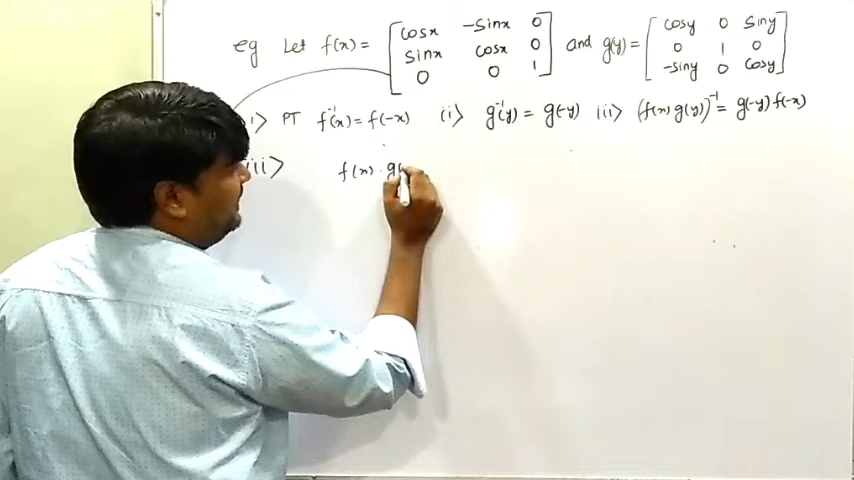 eg Let f(x) = [ cosx -sinx 0 ; sinx cosx 0 ; 0 0 1 ] and g(y) = [ cosy 0 siny ; 0 1 0 ; -siny 0 cosy ]
i> PT f⁻¹(x) = f(-x) (i> g⁻¹(y) = g(-y) iii> (f(x) g(y))⁻¹ = g(-y) f(-x)
iii> f(x) · g(